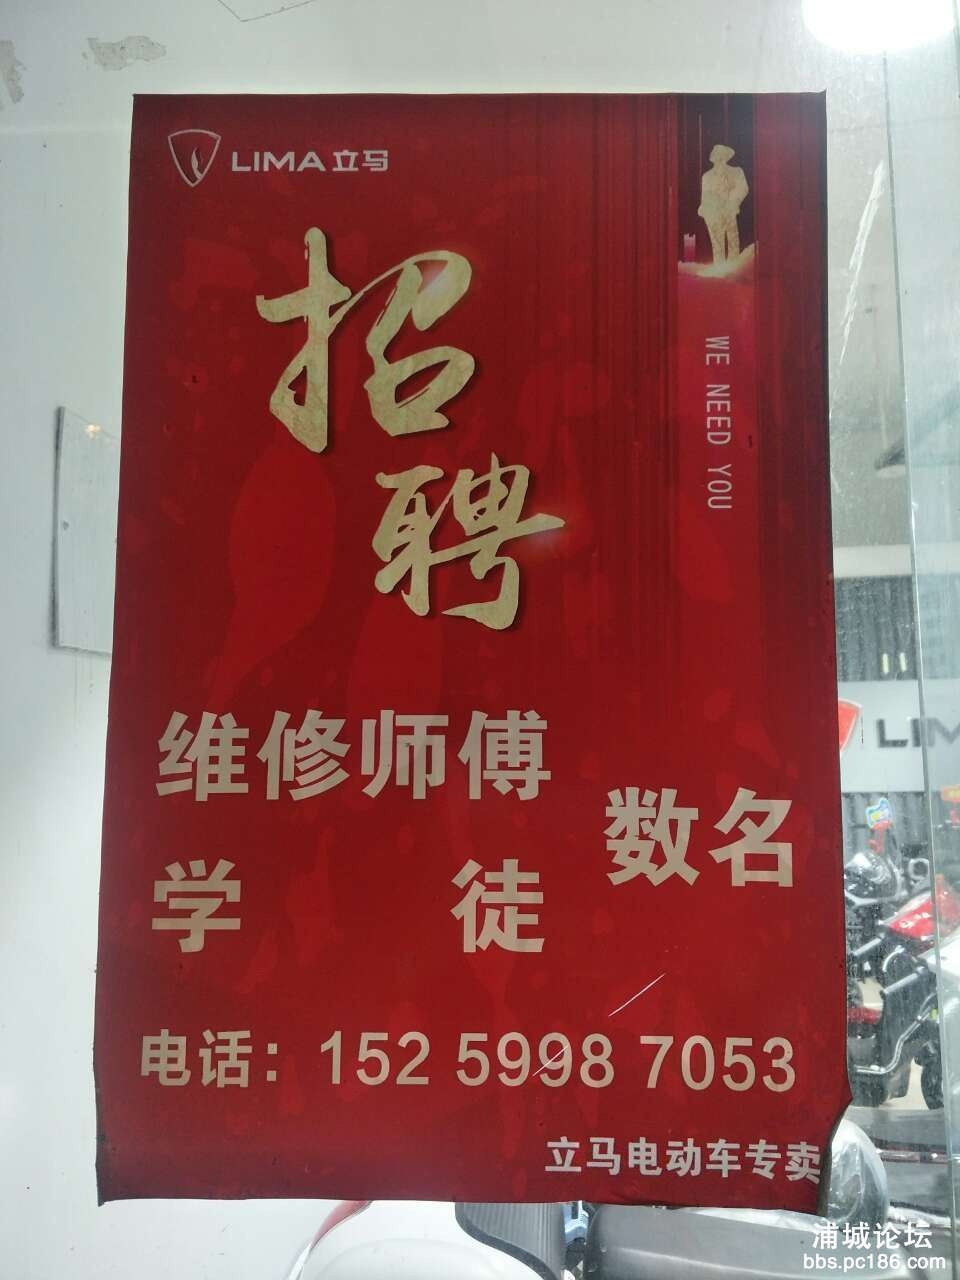 LIMA立马
招
聘
WE NEED YOU
维修师傅
数名
学 徒
电话：152 5998 7053
立马电动车专卖
LIM
浦城论坛
bbs.pc186.com